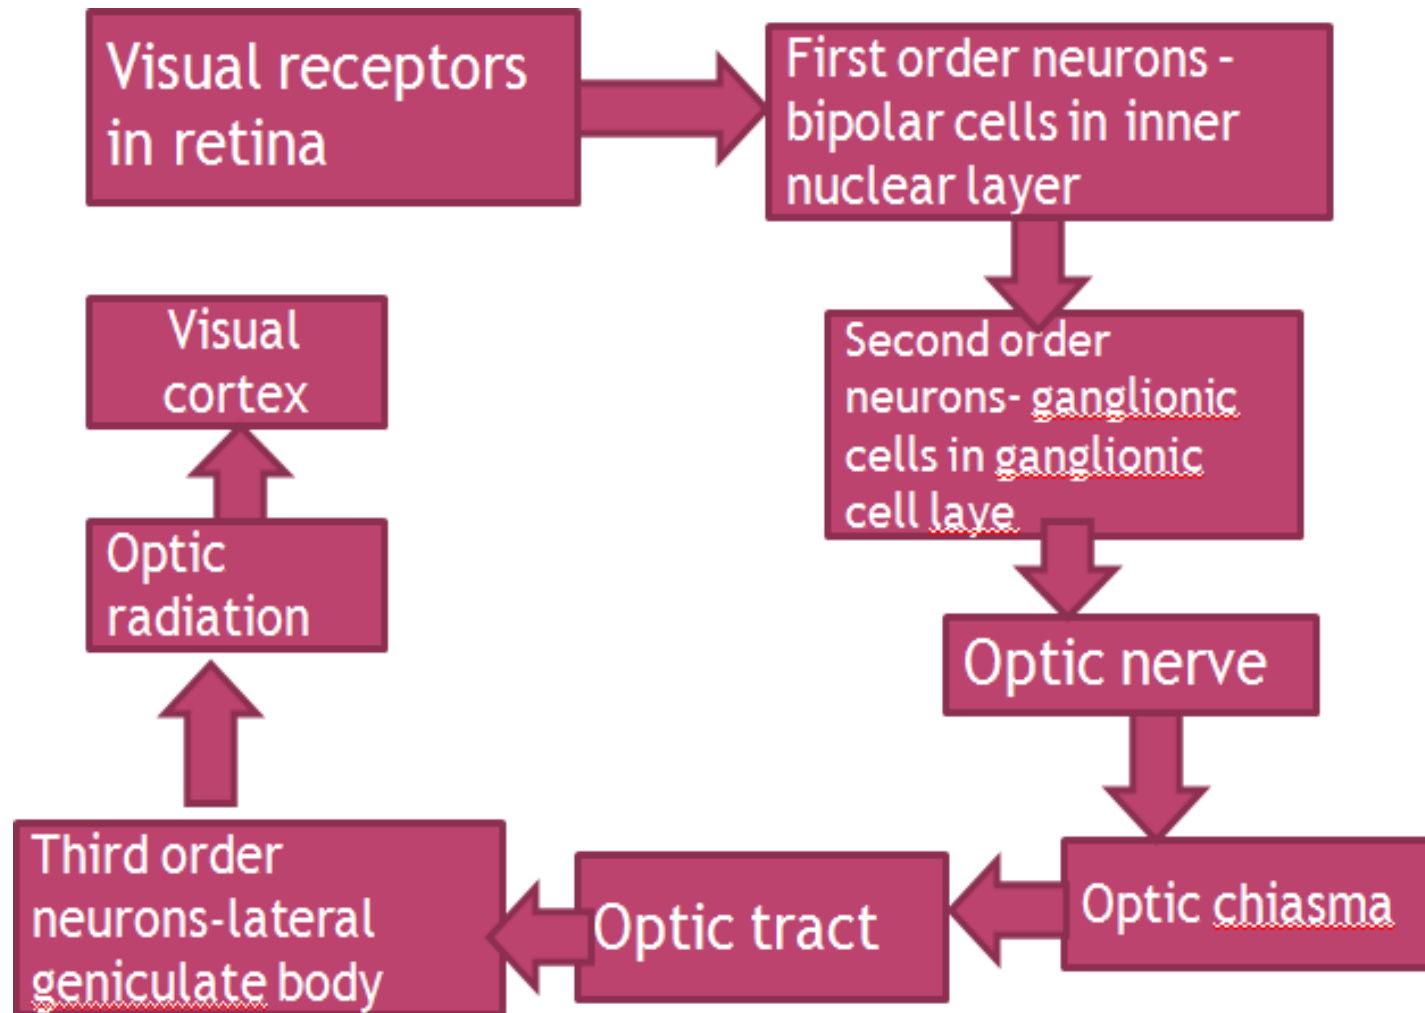 Visual receptors
in retina
First order neurons -
bipolar cells in inner
nuclear layer
Second order
neurons- ganglionic
cells in ganglionic
cell laye
Optic nerve
Optic chiasma
Optic tract
Third order
neurons-lateral
geniculate body
Optic
radiation
Visual
cortex